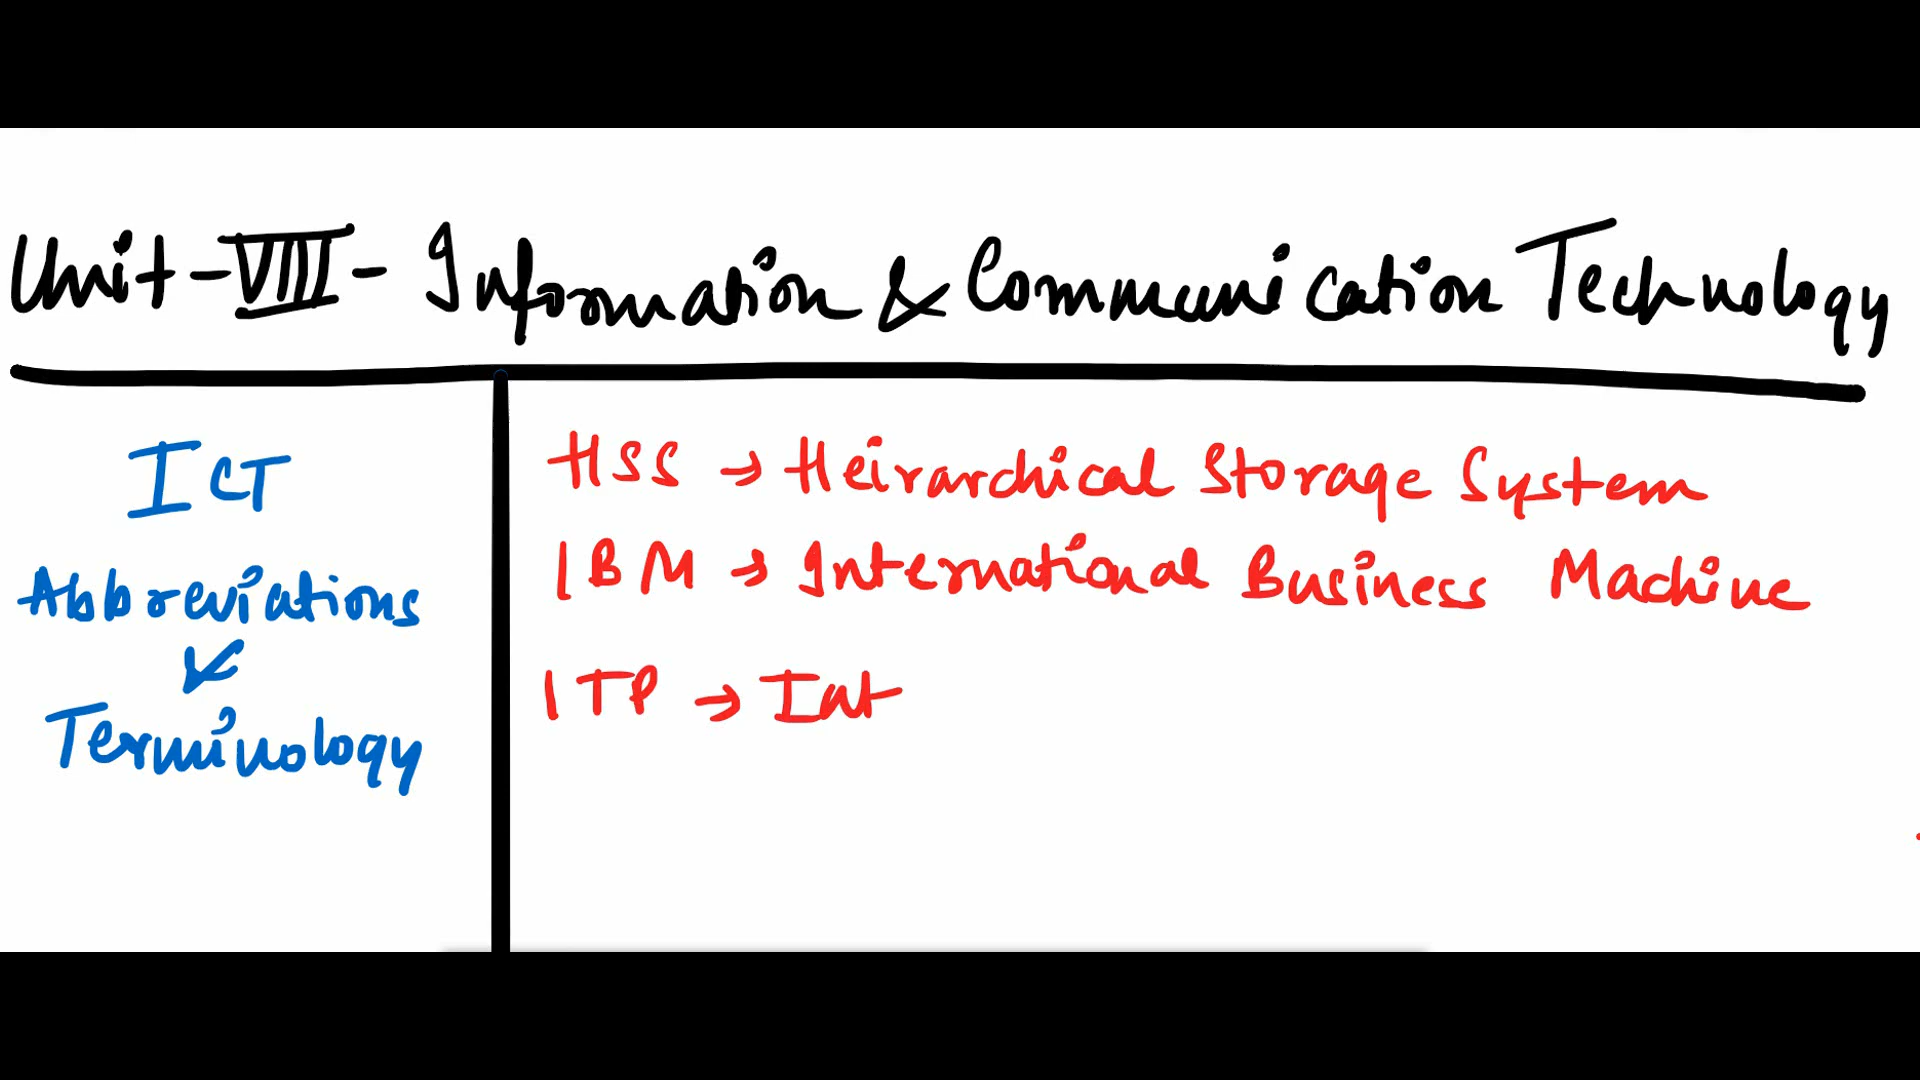 Unit-VIII- Information & Communication Technology
ICT
Abbreviations
&
Terminology
HSS → Heirarchical Storage System
IBM → International Business Machine
ITP → Int